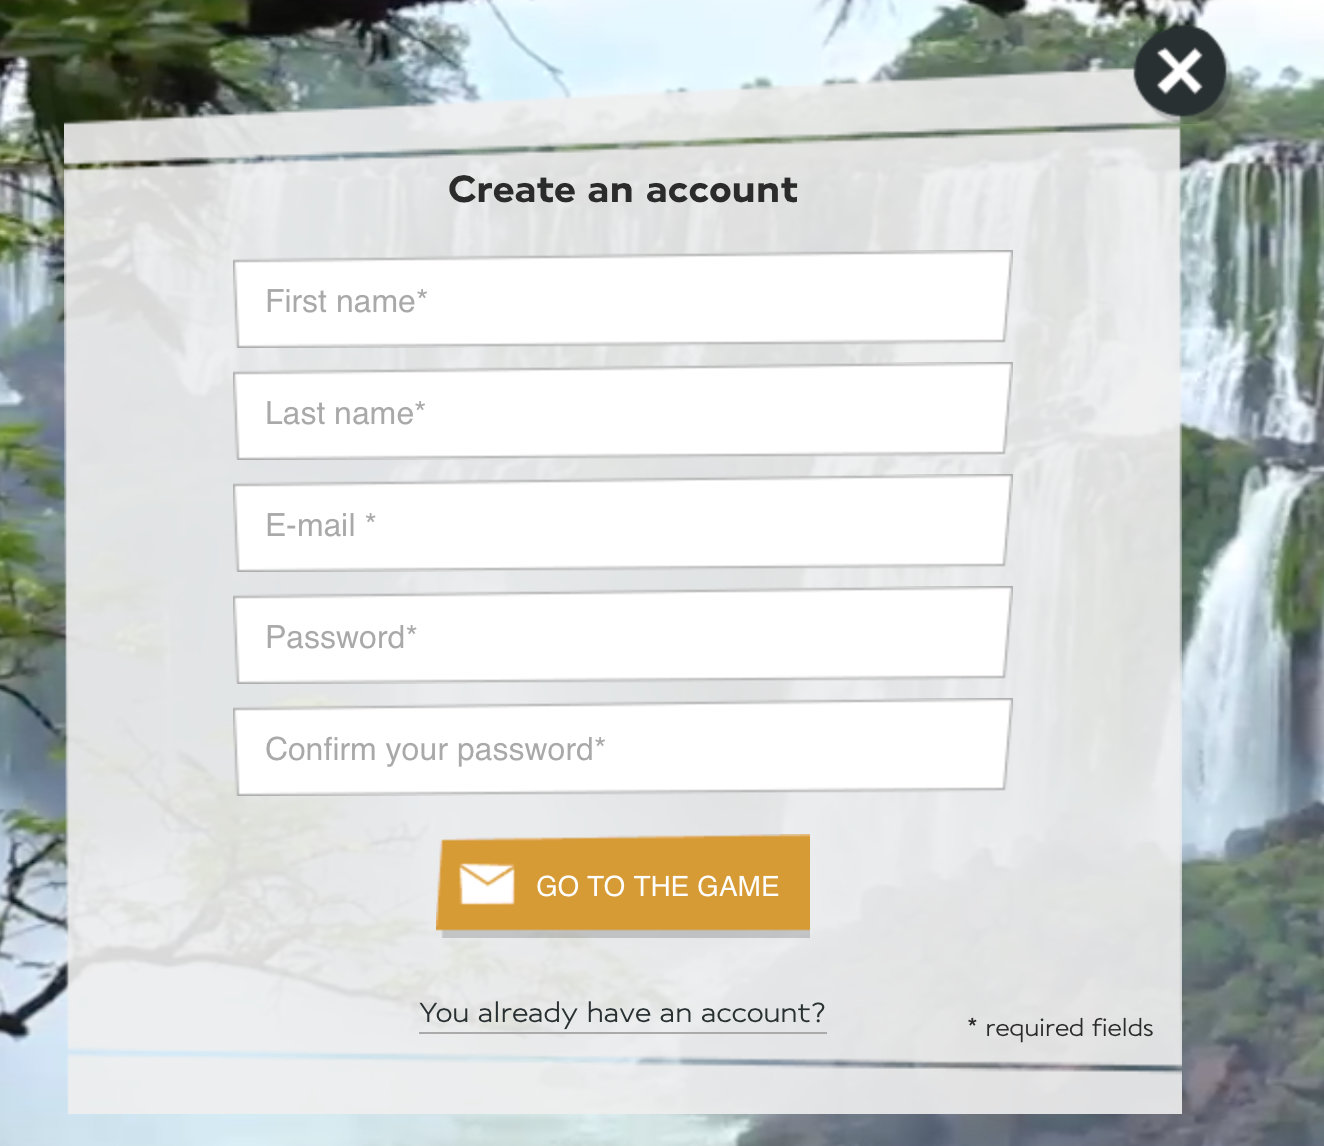 Create an account
First name*
Last name*
E-mail *
Password*
Confirm your password*
GO TO THE GAME
You already have an account?
* required fields